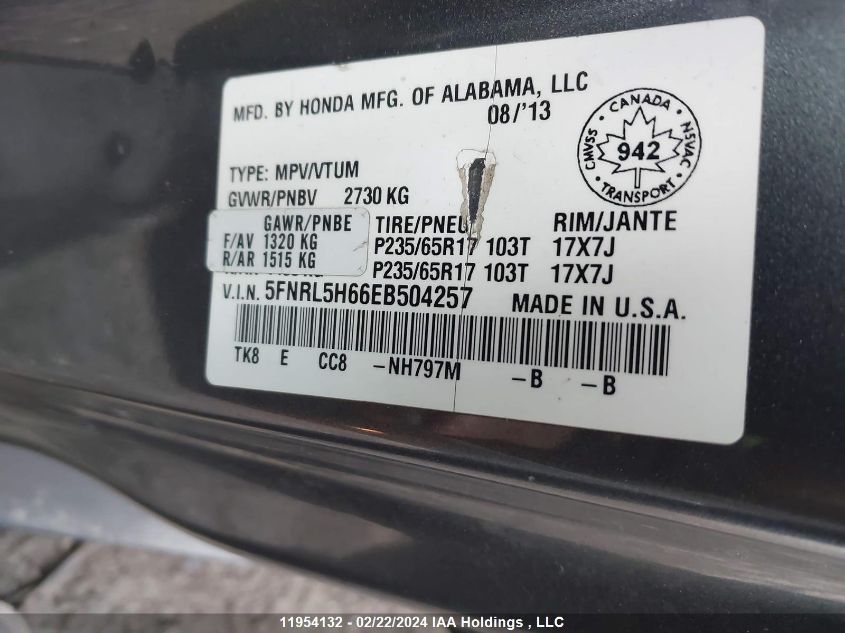 MFD. BY HONDA MFG. OF ALABAMA, LLC
08/'13
CANADA
CMVSS 942 NSVAC
TRANSPORT
TYPE: MPV/VTUM
GVWR/PNBV 2730 KG
GAWR/PNBE TIRE/PNEU RIM/JANTE
F/AV 1320 KG P235/65R17 103T 17X7J
R/AR 1515 KG P235/65R17 103T 17X7J
V.I.N. 5FNRL5H66EB504257 MADE IN U.S.A.
TK8 E CC8 -NH797M -B -B
11954132 - 02/22/2024 IAA Holdings , LLC